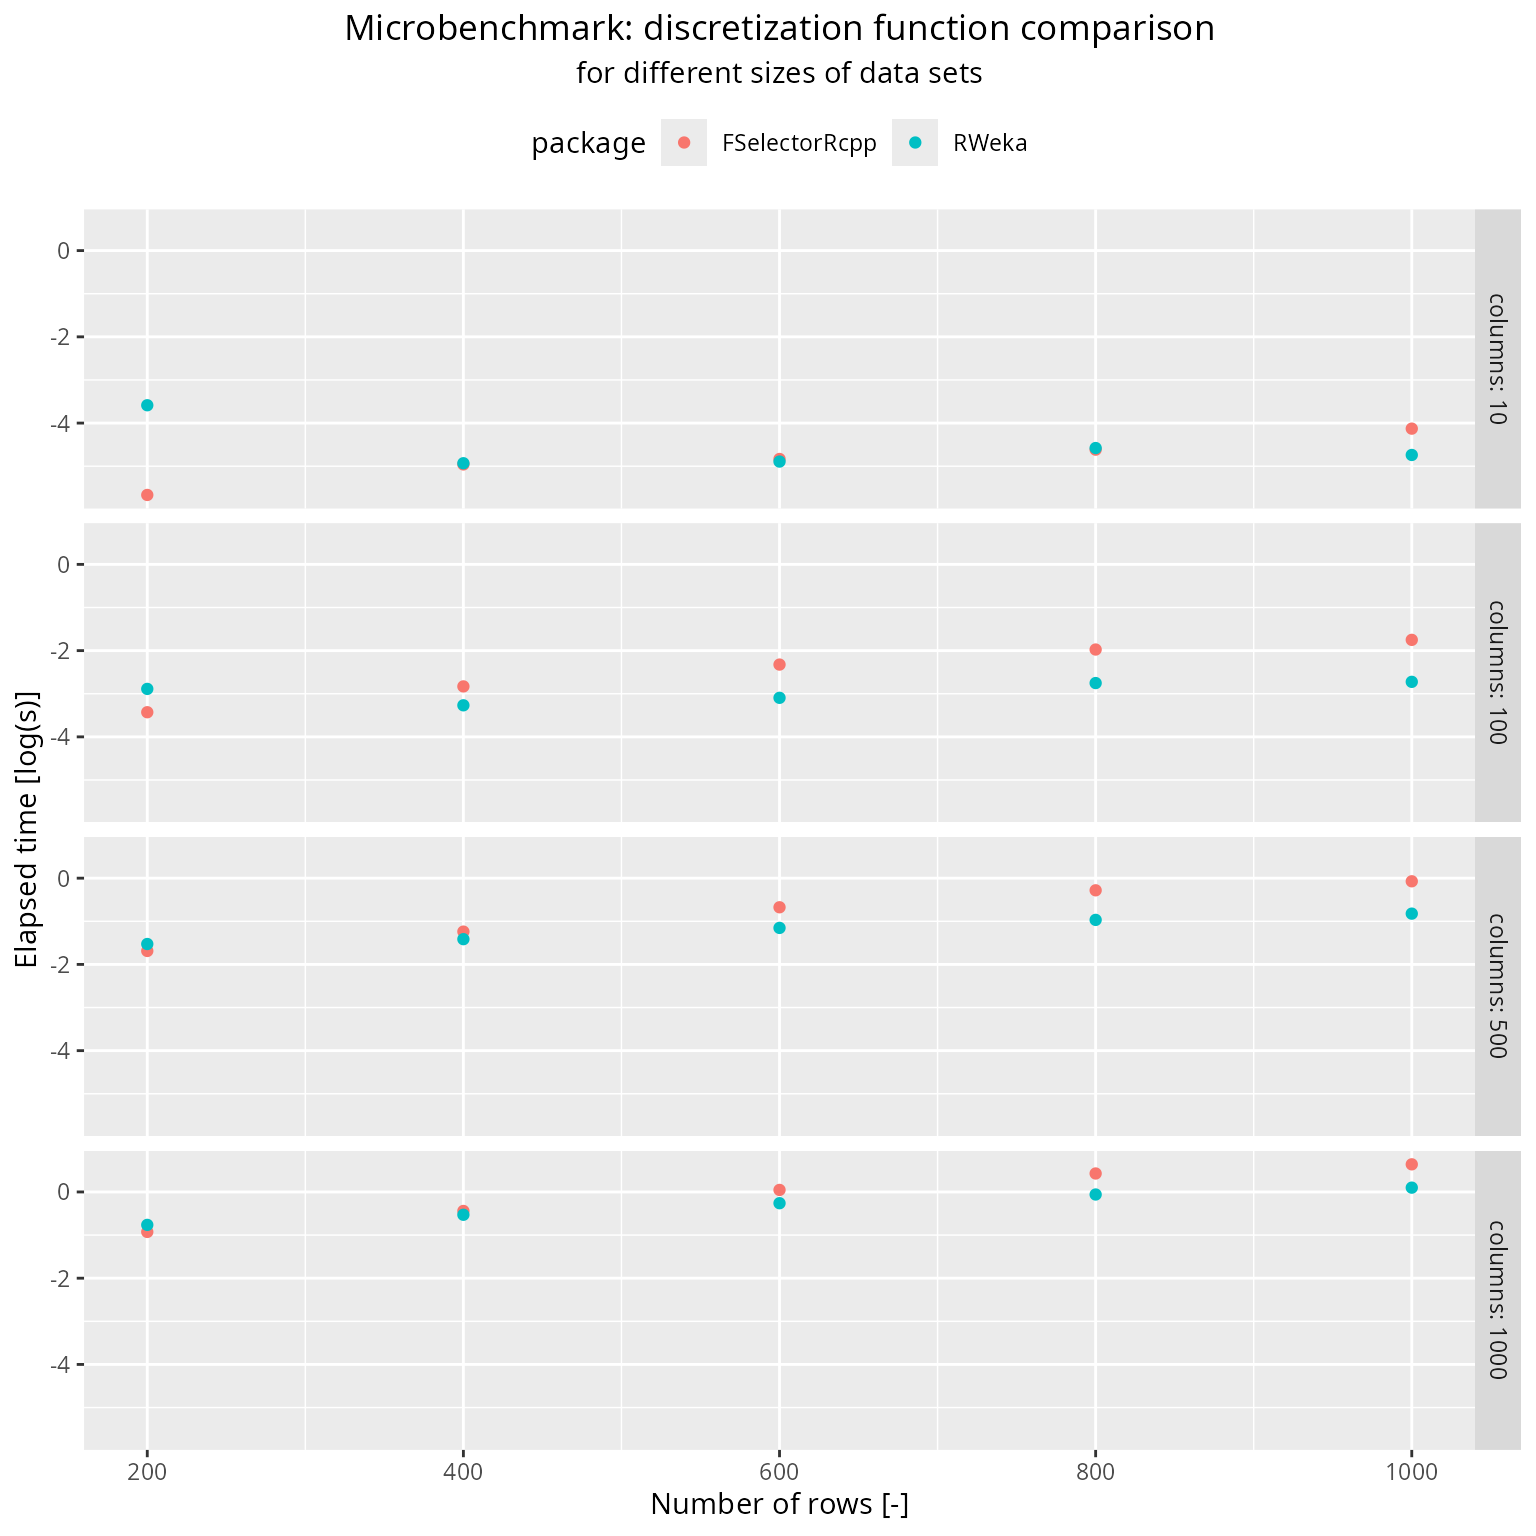 Microbenchmark: discretization function comparison
for different sizes of data sets
package FSelectorRcpp RWeka
0
-2
-4
columns: 10
0
-2
-4
columns: 100
0
-2
-4
columns: 500
0
-2
-4
columns: 1000
Elapsed time [log(s)]
200 400 600 800 1000
Number of rows [-]